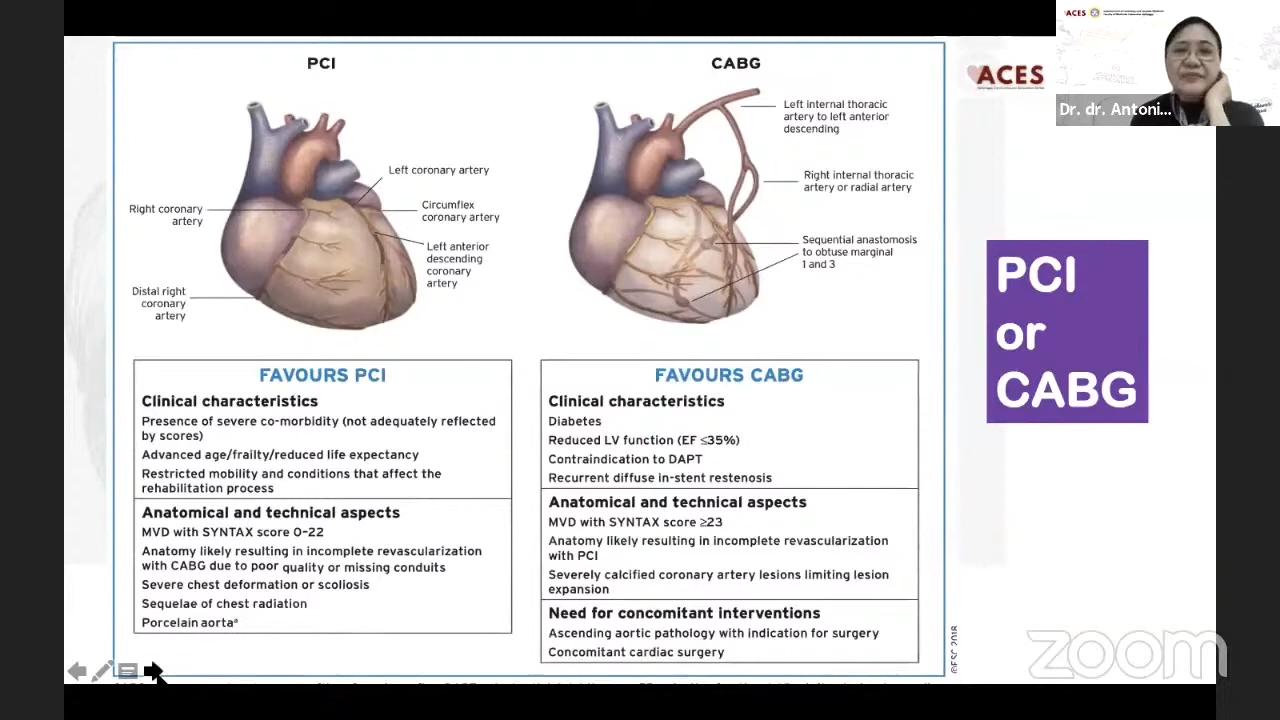 ACES
Dr. dr. Antoni...
PCI
CABG
ACES
Left internal thoracic
artery to left anterior
descending
Left coronary artery
Right internal thoracic
artery or radial artery
Right coronary
artery
Circumflex
coronary artery
Left anterior
descending
coronary
artery
Sequential anastomosis
to obtuse marginal
1 and 3
Distal right
coronary
artery
PCI
or
CABG
FAVOURS PCI
Clinical characteristics
Presence of severe co-morbidity (not adequately reflected
by scores)
Advanced age/frailty/reduced life expectancy
Restricted mobility and conditions that affect the
rehabilitation process
Anatomical and technical aspects
MVD with SYNTAX score 0–22
Anatomy likely resulting in incomplete revascularization
with CABG due to poor quality or missing conduits
Severe chest deformation or scoliosis
Sequelae of chest radiation
Porcelain aortaª
FAVOURS CABG
Clinical characteristics
Diabetes
Reduced LV function (EF ≤35%)
Contraindication to DAPT
Recurrent diffuse in-stent restenosis
Anatomical and technical aspects
MVD with SYNTAX score ≥23
Anatomy likely resulting in incomplete revascularization
with PCI
Severely calcified coronary artery lesions limiting lesion
expansion
Need for concomitant interventions
Ascending aortic pathology with indication for surgery
Concomitant cardiac surgery
©ESC 2018
zoom